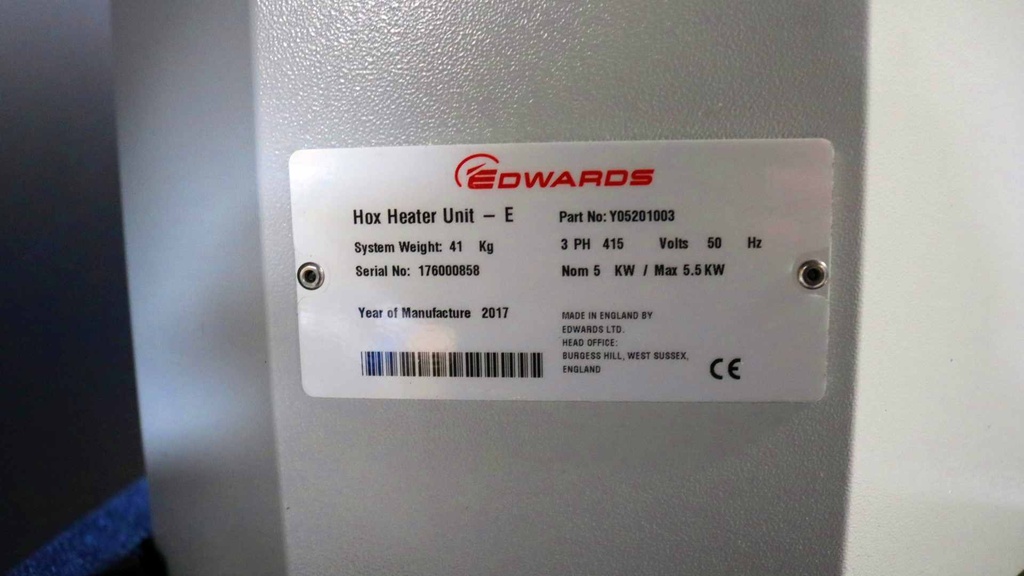 EDWARDS
Hox Heater Unit – E
Part No: Y05201003
System Weight: 41 Kg
3 PH 415 Volts 50 Hz
Serial No: 176000858
Nom 5 KW / Max 5.5 KW
Year of Manufacture 2017
MADE IN ENGLAND BY
EDWARDS LTD.
HEAD OFFICE:
BURGESS HILL, WEST SUSSEX,
ENGLAND
CE